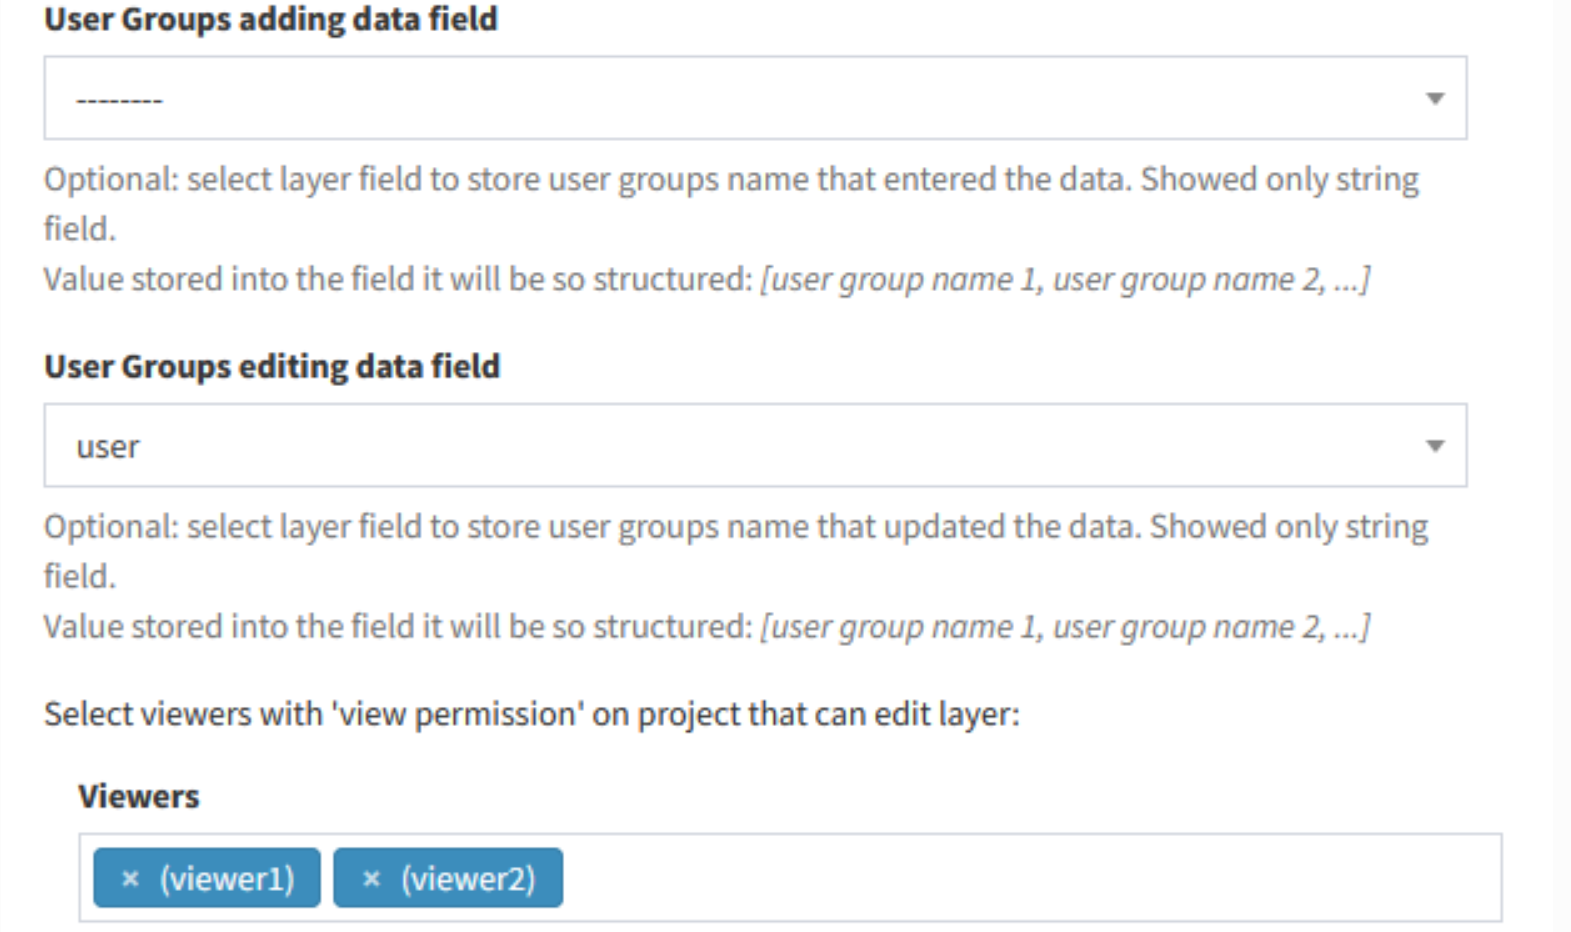 User Groups adding data field
--------
Optional: select layer field to store user groups name that entered the data. Showed only string
field.
Value stored into the field it will be so structured: [user group name 1, user group name 2, ...]
User Groups editing data field
user
Optional: select layer field to store user groups name that updated the data. Showed only string
field.
Value stored into the field it will be so structured: [user group name 1, user group name 2, ...]
Select viewers with 'view permission' on project that can edit layer:
Viewers
× (viewer1) × (viewer2)